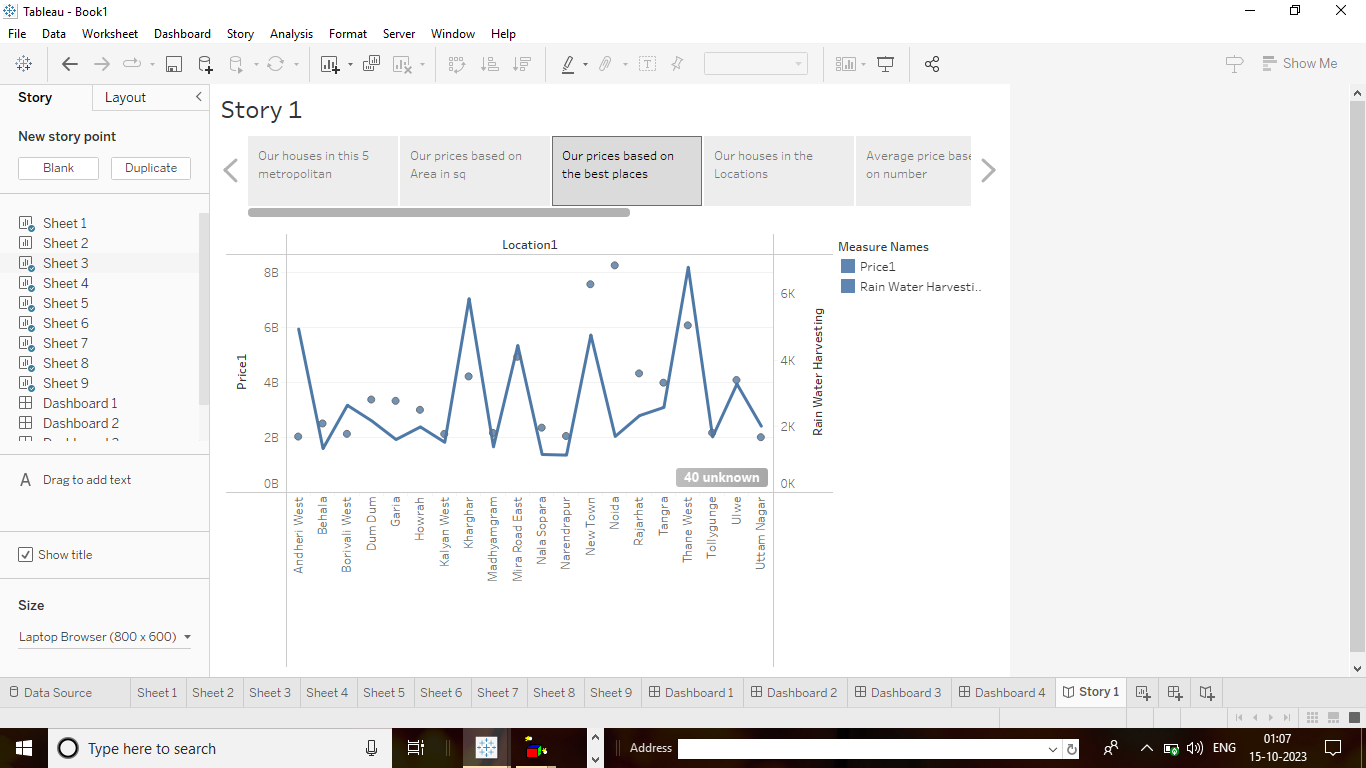 Tableau - Book1
File Data Worksheet Dashboard Story Analysis Format Server Window Help
Show Me
Story Layout
New story point
Blank Duplicate
Sheet 1
Sheet 2
Sheet 3
Sheet 4
Sheet 5
Sheet 6
Sheet 7
Sheet 8
Sheet 9
Dashboard 1
Dashboard 2
A Drag to add text
Show title
Size
Laptop Browser (800 x 600)
Story 1
Our houses in this 5
metropolitan
Our prices based on
Area in sq
Our prices based on
the best places
Our houses in the
Locations
Average price base
on number
Location1
Price1
8B
6B
4B
2B
0B
6K
4K
2K
0K
Rain Water Harvesting
40 unknown
Andheri West
Behala
Borivali West
Dum Dum
Garia
Howrah
Kalyan West
Kharghar
Madhyamgram
Mira Road East
Nala Sopara
Narendrapur
New Town
Noida
Rajarhat
Tangra
Thane West
Tollygunge
Ulwe
Uttam Nagar
Measure Names
Price1
Rain Water Harvesti..
Data Source Sheet 1 Sheet 2 Sheet 3 Sheet 4 Sheet 5 Sheet 6 Sheet 7 Sheet 8 Sheet 9 Dashboard 1 Dashboard 2 Dashboard 3 Dashboard 4 Story 1
Type here to search
Address
ENG
01:07
15-10-2023